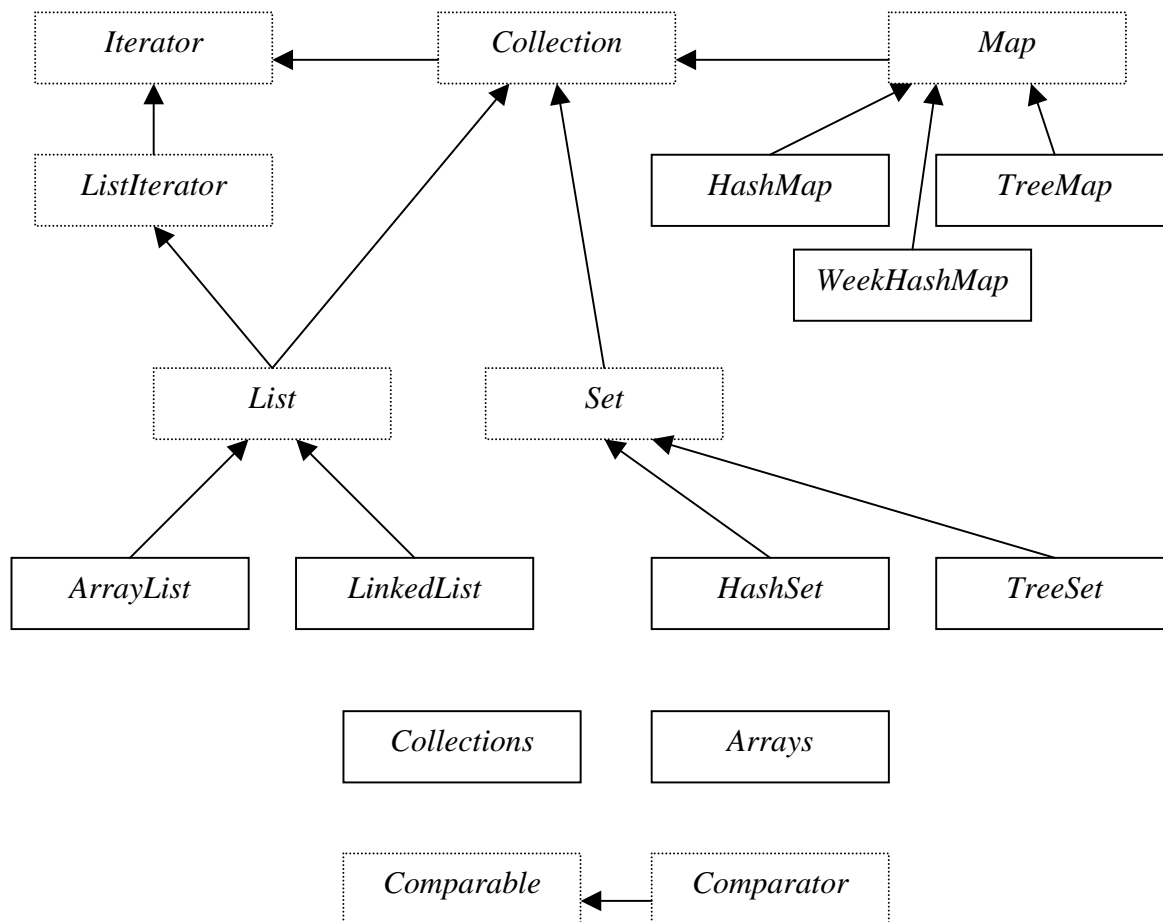 Iterator
Collection
Map
ListIterator
HashMap
TreeMap
WeekHashMap
List
Set
ArrayList
LinkedList
HashSet
TreeSet
Collections
Arrays
Comparable
Comparator